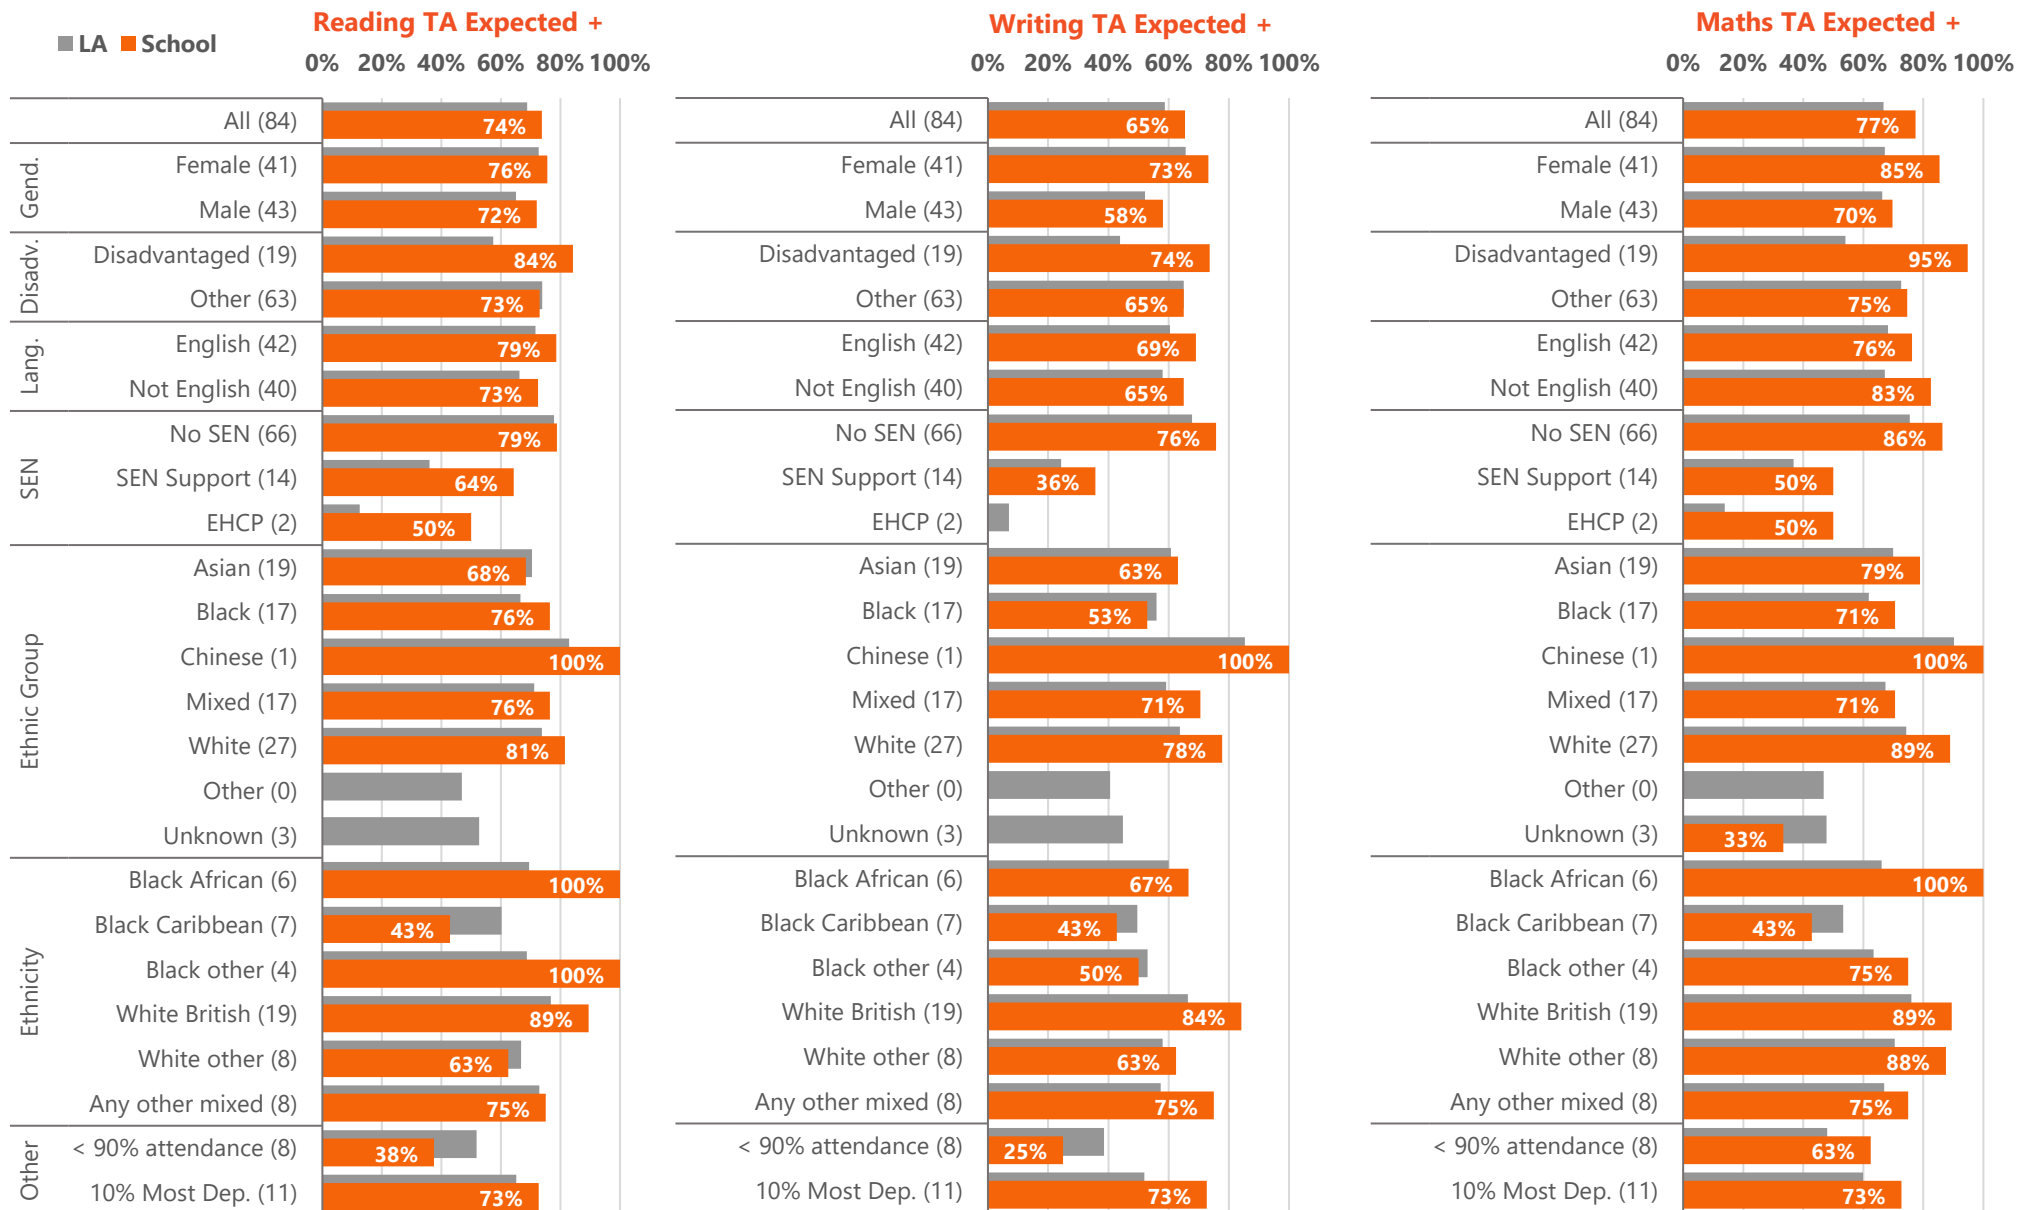 LA School
Reading TA Expected +
0% 20% 40% 60% 80% 100%
Gend.
Disadv.
Lang.
SEN
Ethnic Group
Ethnicity
Other
All (84) 74%
Female (41) 76%
Male (43) 72%
Disadvantaged (19) 84%
Other (63) 73%
English (42) 79%
Not English (40) 73%
No SEN (66) 79%
SEN Support (14) 64%
EHCP (2) 50%
Asian (19) 68%
Black (17) 76%
Chinese (1) 100%
Mixed (17) 76%
White (27) 81%
Other (0)
Unknown (3)
Black African (6) 100%
Black Caribbean (7) 43%
Black other (4) 100%
White British (19) 89%
White other (8) 63%
Any other mixed (8) 75%
< 90% attendance (8) 38%
10% Most Dep. (11) 73%
Writing TA Expected +
0% 20% 40% 60% 80% 100%
All (84) 65%
Female (41) 73%
Male (43) 58%
Disadvantaged (19) 74%
Other (63) 65%
English (42) 69%
Not English (40) 65%
No SEN (66) 76%
SEN Support (14) 36%
EHCP (2)
Asian (19) 63%
Black (17) 53%
Chinese (1) 100%
Mixed (17) 71%
White (27) 78%
Other (0)
Unknown (3)
Black African (6) 67%
Black Caribbean (7) 43%
Black other (4) 50%
White British (19) 84%
White other (8) 63%
Any other mixed (8) 75%
< 90% attendance (8) 25%
10% Most Dep. (11) 73%
Maths TA Expected +
0% 20% 40% 60% 80% 100%
All (84) 77%
Female (41) 85%
Male (43) 70%
Disadvantaged (19) 95%
Other (63) 75%
English (42) 76%
Not English (40) 83%
No SEN (66) 86%
SEN Support (14) 50%
EHCP (2) 50%
Asian (19) 79%
Black (17) 71%
Chinese (1) 100%
Mixed (17) 71%
White (27) 89%
Other (0)
Unknown (3) 33%
Black African (6) 100%
Black Caribbean (7) 43%
Black other (4) 75%
White British (19) 89%
White other (8) 88%
Any other mixed (8) 75%
< 90% attendance (8) 63%
10% Most Dep. (11) 73%